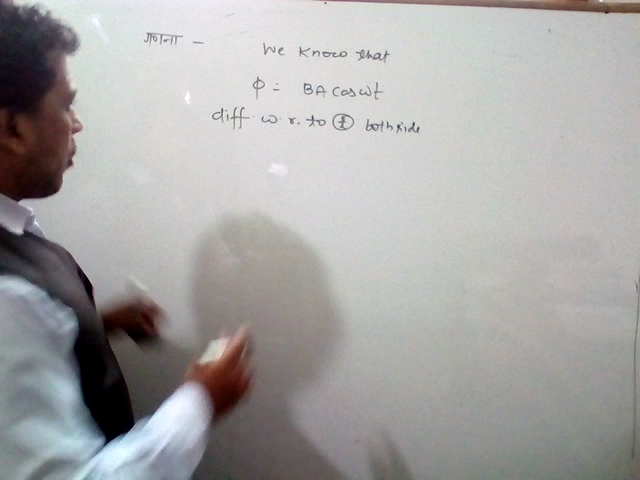 गणना – We know that
φ = BA cosωt
diff. w.r. to ⓣ both side